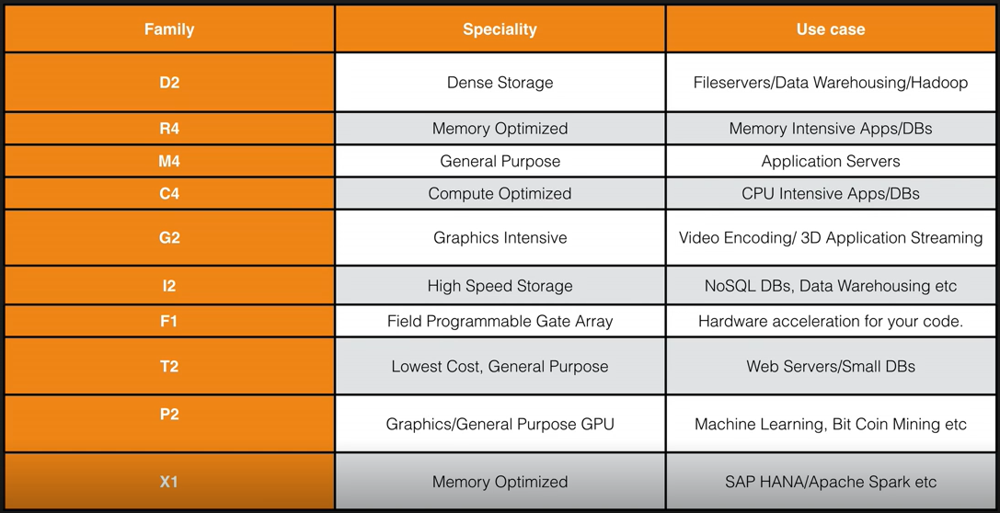 Family Speciality Use case
D2 Dense Storage Fileservers/Data Warehousing/Hadoop
R4 Memory Optimized Memory Intensive Apps/DBs
M4 General Purpose Application Servers
C4 Compute Optimized CPU Intensive Apps/DBs
G2 Graphics Intensive Video Encoding/ 3D Application Streaming
I2 High Speed Storage NoSQL DBs, Data Warehousing etc
F1 Field Programmable Gate Array Hardware acceleration for your code.
T2 Lowest Cost, General Purpose Web Servers/Small DBs
P2 Graphics/General Purpose GPU Machine Learning, Bit Coin Mining etc
X1 Memory Optimized SAP HANA/Apache Spark etc